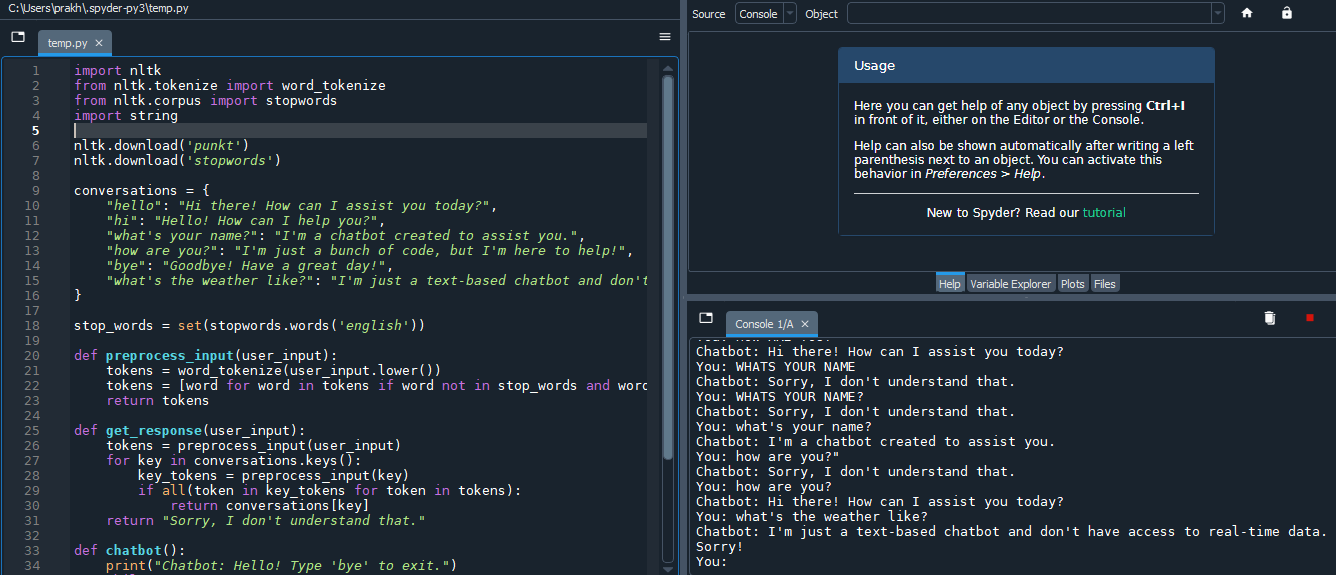 C:\Users\prakh\.spyder-py3\temp.py
temp.py
1 import nltk
2 from nltk.tokenize import word_tokenize
3 from nltk.corpus import stopwords
4 import string
5
6 nltk.download('punkt')
7 nltk.download('stopwords')
8
9 conversations = {
10 "hello": "Hi there! How can I assist you today?",
11 "hi": "Hello! How can I help you?",
12 "what's your name?": "I'm a chatbot created to assist you.",
13 "how are you?": "I'm just a bunch of code, but I'm here to help!",
14 "bye": "Goodbye! Have a great day!",
15 "what's the weather like?": "I'm just a text-based chatbot and don't
16 }
17
18 stop_words = set(stopwords.words('english'))
19
20 def preprocess_input(user_input):
21 tokens = word_tokenize(user_input.lower())
22 tokens = [word for word in tokens if word not in stop_words and word
23 return tokens
24
25 def get_response(user_input):
26 tokens = preprocess_input(user_input)
27 for key in conversations.keys():
28 key_tokens = preprocess_input(key)
29 if all(token in key_tokens for token in tokens):
30 return conversations[key]
31 return "Sorry, I don't understand that."
32
33 def chatbot():
34 print("Chatbot: Hello! Type 'bye' to exit.")
Source Console Object
Usage
Here you can get help of any object by pressing Ctrl+I
in front of it, either on the Editor or the Console.
Help can also be shown automatically after writing a left
parenthesis next to an object. You can activate this
behavior in Preferences > Help.
New to Spyder? Read our tutorial
Help Variable Explorer Plots Files
Console 1/A
Chatbot: Hi there! How can I assist you today?
You: WHATS YOUR NAME
Chatbot: Sorry, I don't understand that.
You: WHATS YOUR NAME?
Chatbot: Sorry, I don't understand that.
You: what's your name?
Chatbot: I'm a chatbot created to assist you.
You: how are you?"
Chatbot: Sorry, I don't understand that.
You: how are you?
Chatbot: Hi there! How can I assist you today?
You: what's the weather like?
Chatbot: I'm just a text-based chatbot and don't have access to real-time data.
Sorry!
You: